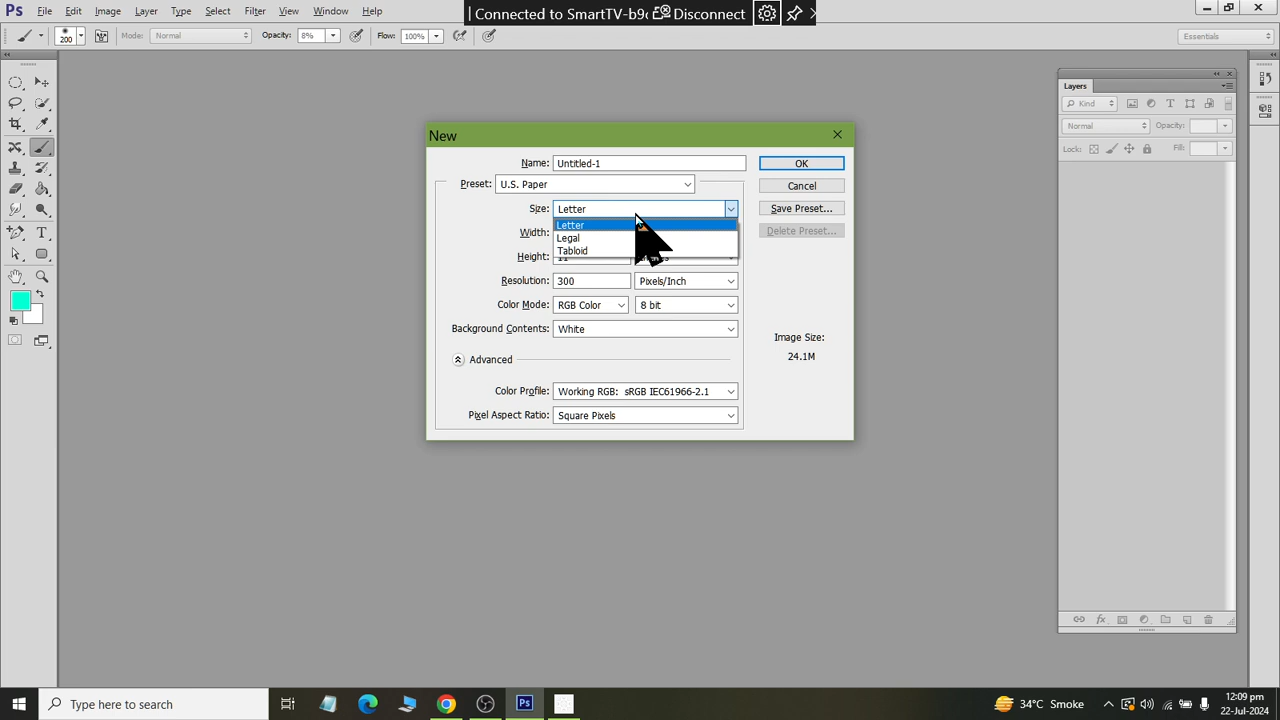 Ps File Edit Image Layer Type Select Filter View Window Help
Connected to SmartTV-b9 Disconnect
200 Mode: Normal Opacity: 8% Flow: 100% Essentials
Layers
Kind
Normal Opacity:
Lock: Fill:
New
Name: Untitled-1 OK
Preset: U.S. Paper Cancel
Size: Letter Save Preset...
Letter
Width: Delete Preset...
Legal
Tabloid
Height: 11
Resolution: 300 Pixels/Inch
Color Mode: RGB Color 8 bit
Background Contents: White
Image Size:
24.1M
Advanced
Color Profile: Working RGB: sRGB IEC61966-2.1
Pixel Aspect Ratio: Square Pixels
Type here to search
Ps
34°C Smoke
12:09 pm
22-Jul-2024